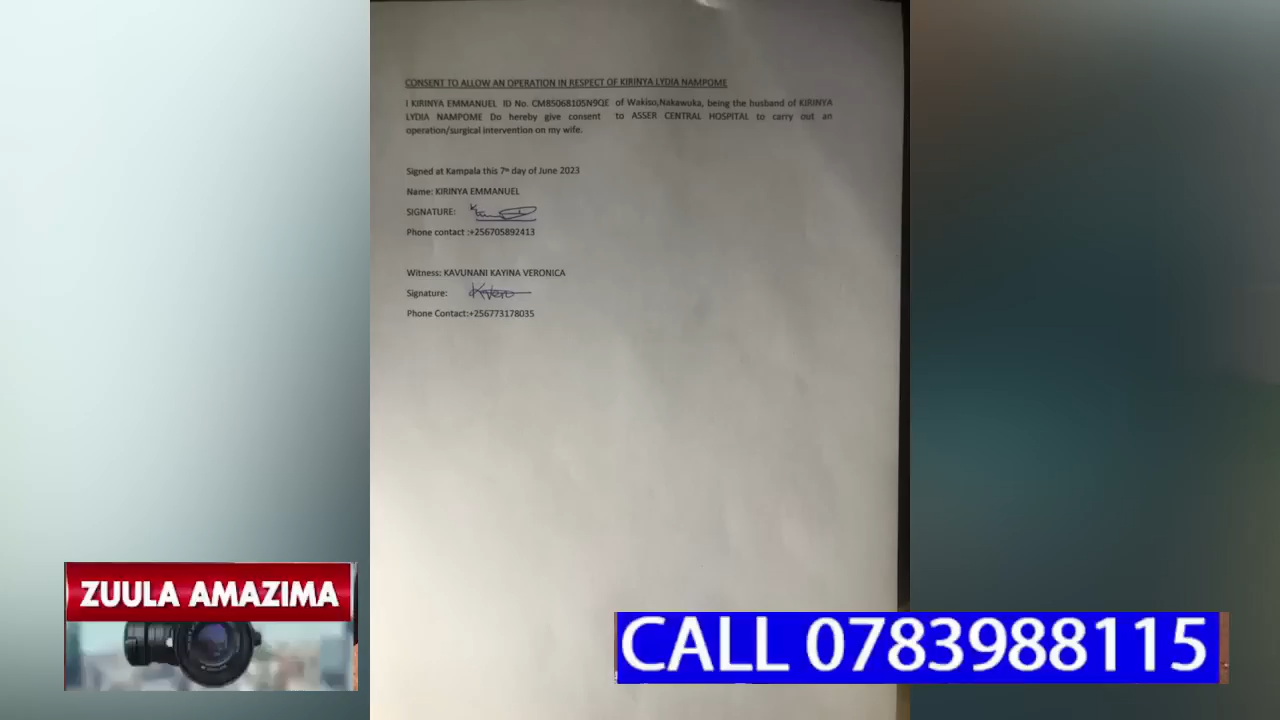 CONSENT TO ALLOW AN OPERATION IN RESPECT OF KIRINYA LYDIA NAMPOME
I KIRINYA EMMANUEL ID No. CM85068105N9QE of Wakiso,Nakawuka, being the husband of KIRINYA
LYDIA NAMPOME Do hereby give consent to ASSER CENTRAL HOSPITAL to carry out an
operation/surgical intervention on my wife.
Signed at Kampala this 7th day of June 2023
Name: KIRINYA EMMANUEL
SIGNATURE:
Phone contact :+256705892413
Witness: KAVUNANI KAYINA VERONICA
Signature:
Phone Contact:+256773178035
ZUULA AMAZIMA
CALL 0783988115